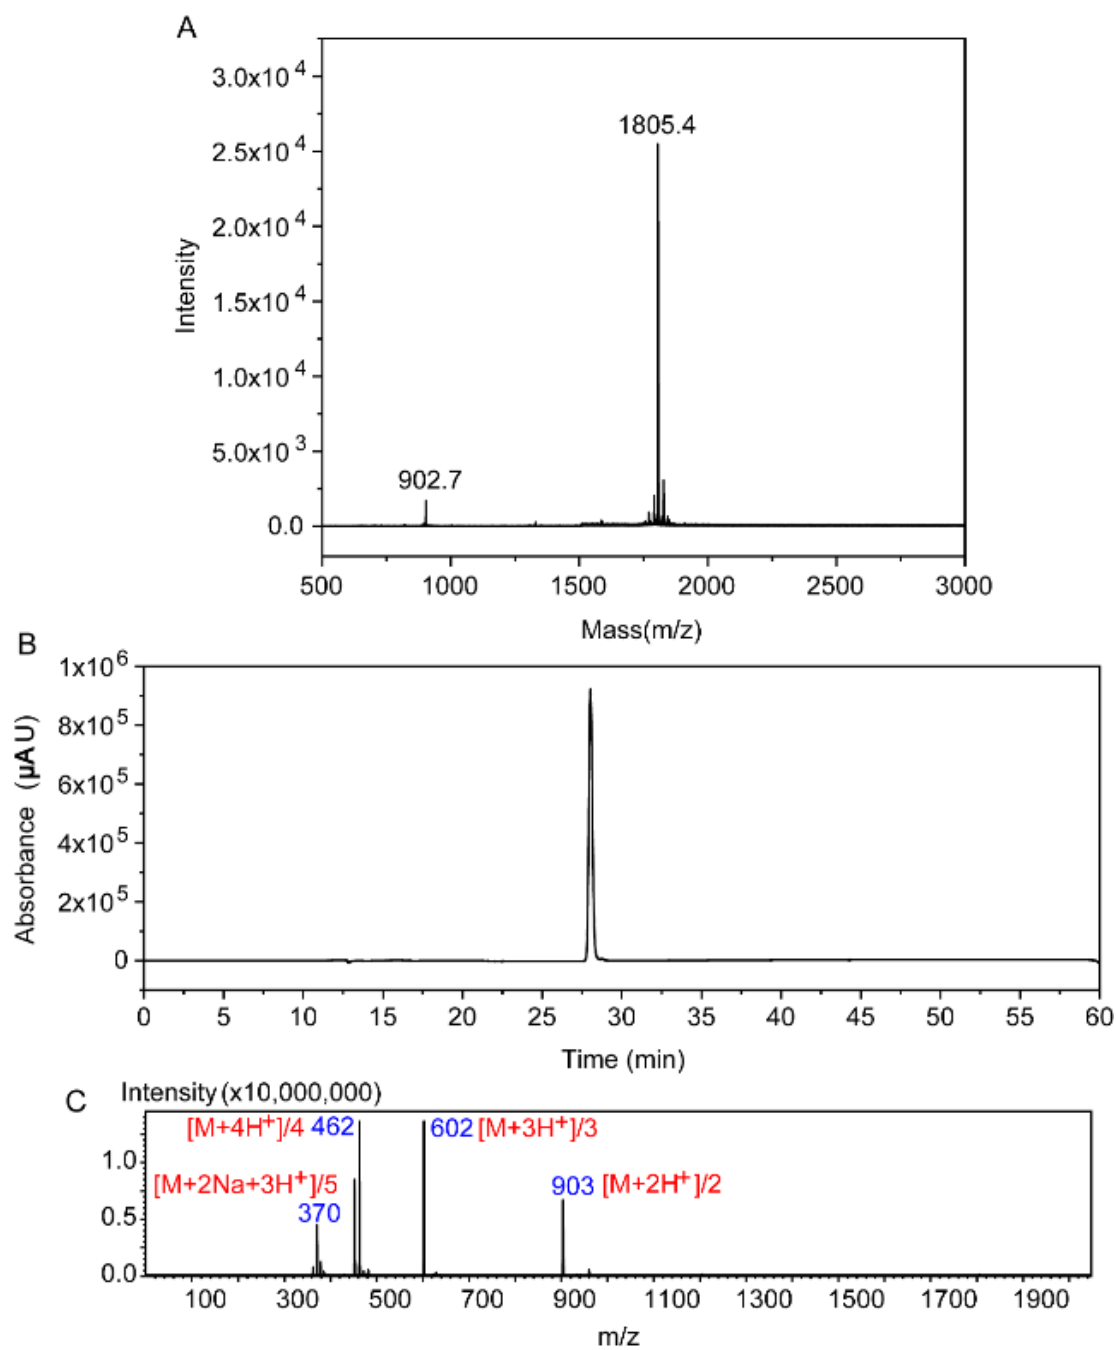 A
3.0x10⁴
2.5x10⁴
2.0x10⁴
1.5x10⁴
1.0x10⁴
5.0x10³
0.0
Intensity
1805.4
902.7
500 1000 1500 2000 2500 3000
Mass(m/z)
B
1x10⁶
8x10⁵
6x10⁵
4x10⁵
2x10⁵
0
Absorbance (µAU)
0 5 10 15 20 25 30 35 40 45 50 55 60
Time (min)
C Intensity (x10,000,000)
[M+4H⁺]/4 462 602 [M+3H⁺]/3
1.0
[M+2Na+3H⁺]/5 903 [M+2H⁺]/2
370
0.5
0.0
100 300 500 700 900 1100 1300 1500 1700 1900
m/z